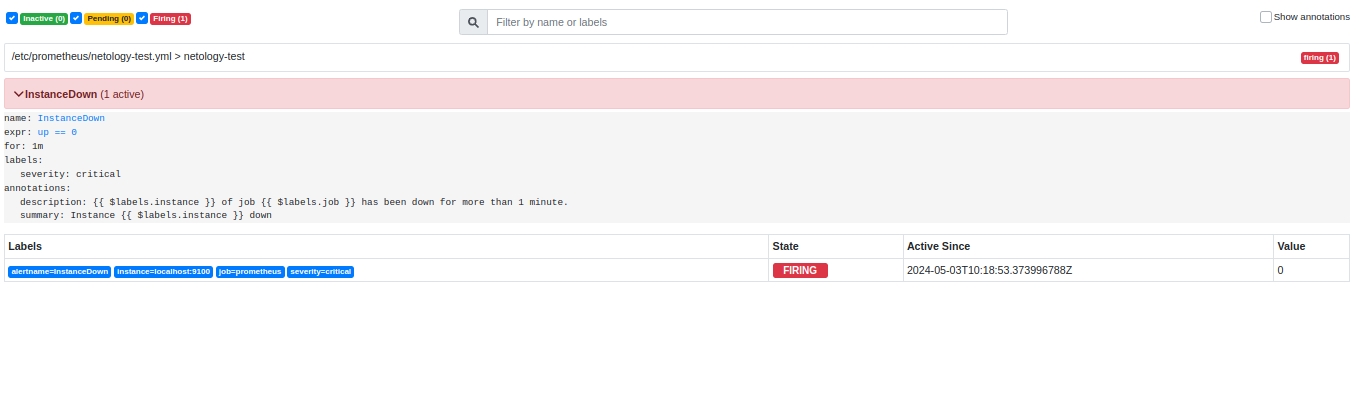 Inactive (0) Pending (0) Firing (1) Filter by name or labels Show annotations
/etc/prometheus/netology-test.yml > netology-test firing (1)
InstanceDown (1 active)
name: InstanceDown
expr: up == 0
for: 1m
labels:
severity: critical
annotations:
description: {{ $labels.instance }} of job {{ $labels.job }} has been down for more than 1 minute.
summary: Instance {{ $labels.instance }} down
Labels State Active Since Value
alertname=InstanceDown instance=localhost:9100 job=prometheus severity=critical FIRING 2024-05-03T10:18:53.373996788Z 0